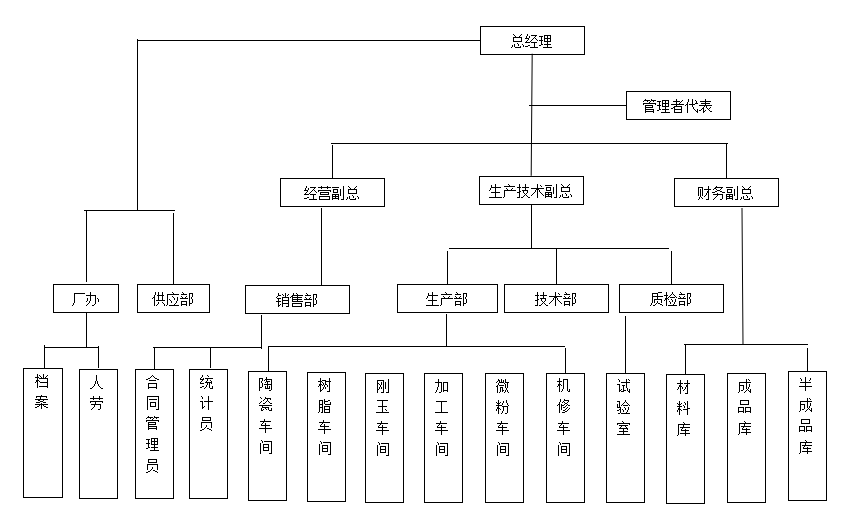 总经理
管理者代表
经营副总
生产技术副总
财务副总
厂办
供应部
销售部
生产部
技术部
质检部
档案
人劳
合同管理员
统计员
陶瓷车间
树脂车间
刚玉车间
加工车间
微粉车间
机修车间
试验室
材料库
成品库
半成品库